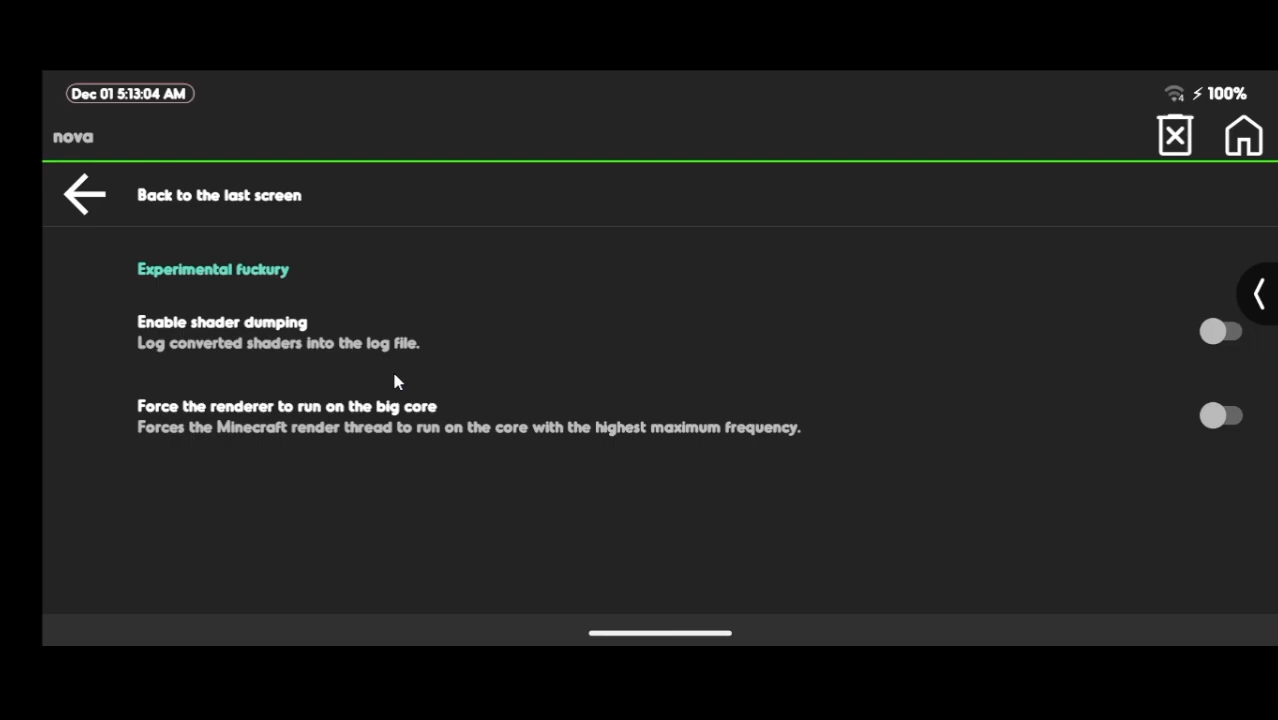 Dec 01 5:13:04 AM
4 100%
nova
Back to the last screen
Experimental fuckury
Enable shader dumping
Log converted shaders into the log file.
Force the renderer to run on the big core
Forces the Minecraft render thread to run on the core with the highest maximum frequency.